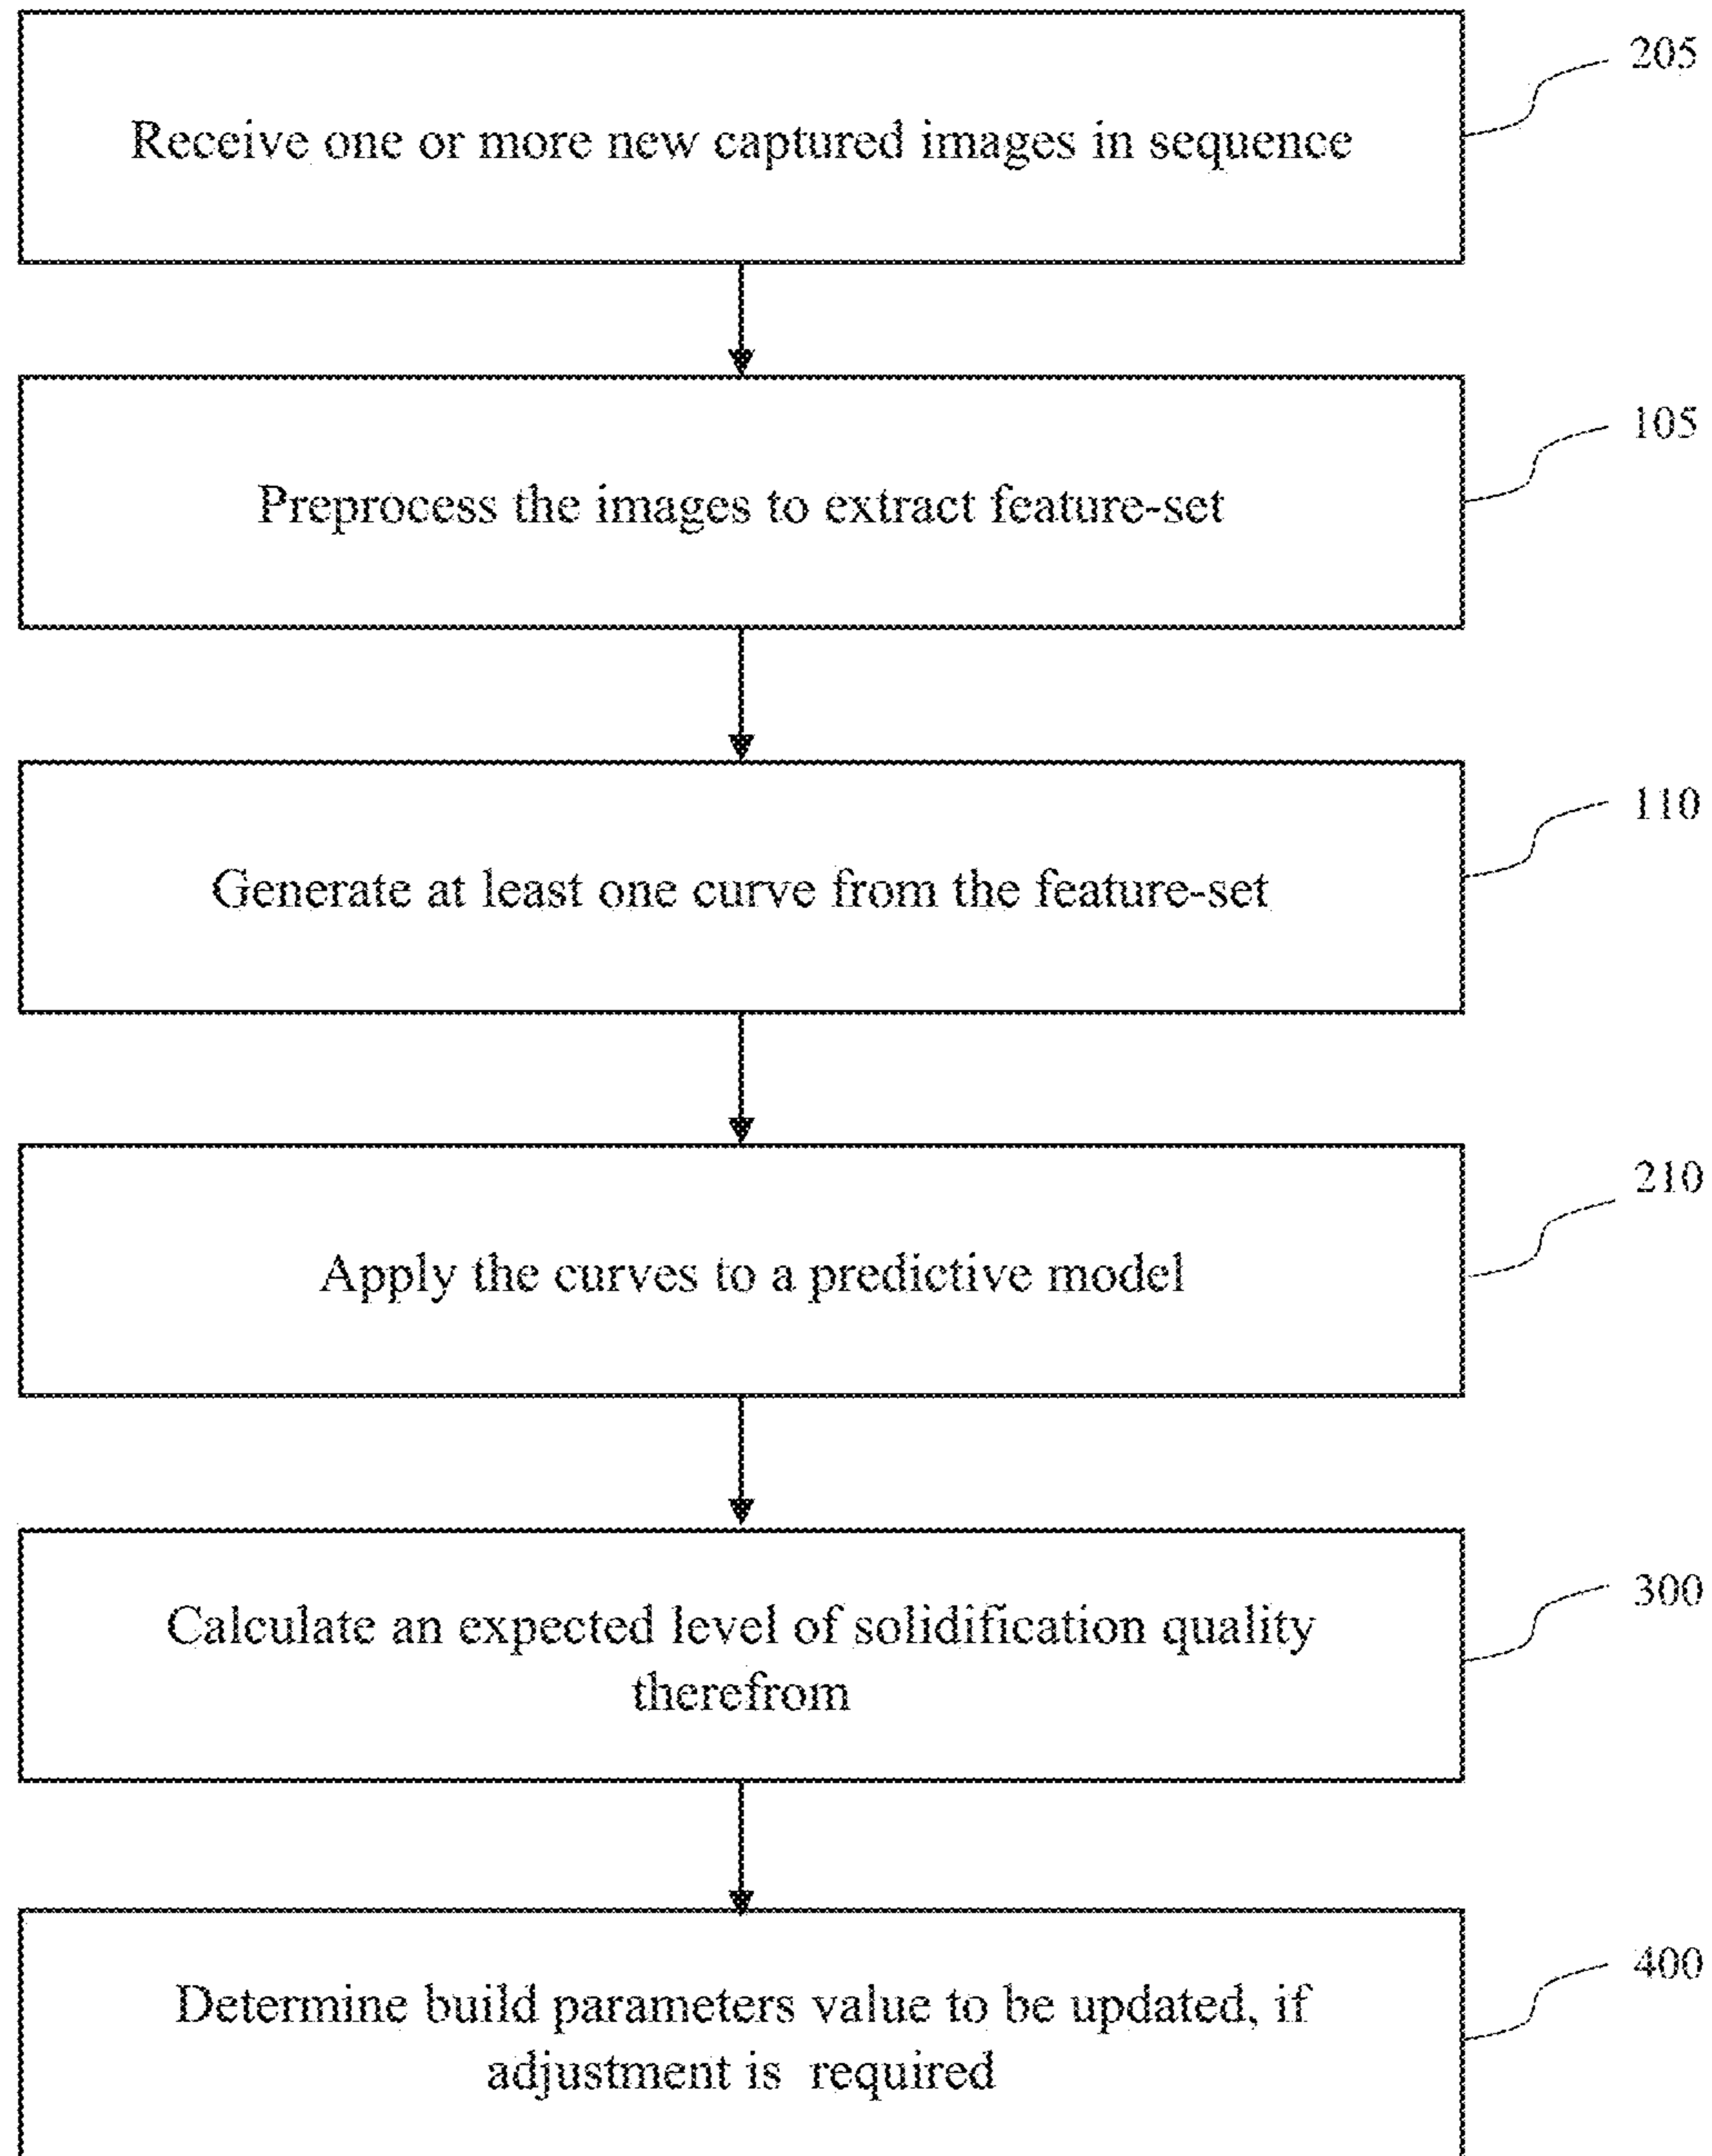 205
Receive one or more new captured images in sequence
105
Preprocess the images to extract feature-set
110
Generate at least one curve from the feature-set
210
Apply the curves to a predictive model
300
Calculate an expected level of solidification quality
therefrom
400
Determine build parameters value to be updated, if
adjustment is required